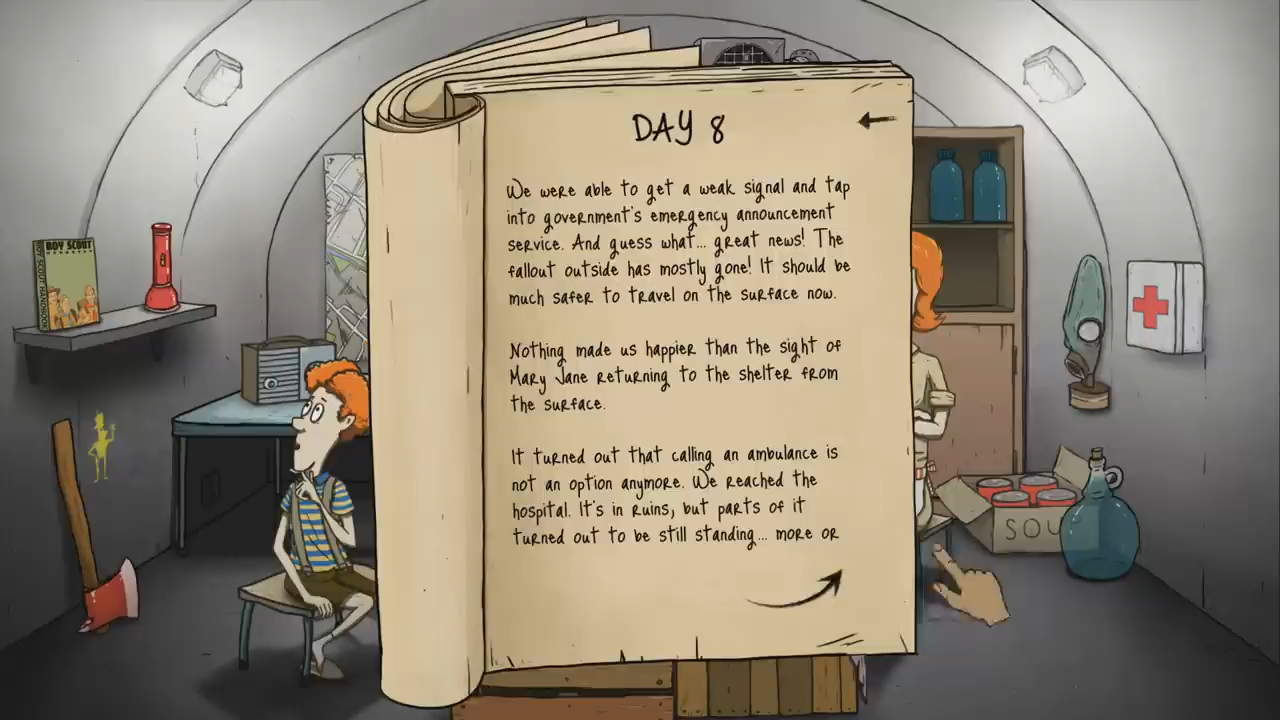 DAY 8
We were able to get a weak signal and tap
into government's emergency announcement
service. And guess what... great news! The
fallout outside has mostly gone! It should be
much safer to travel on the surface now.
Nothing made us happier than the sight of
Mary Jane returning to the shelter from
the surface.
It turned out that calling an ambulance is
not an option anymore. We reached the
hospital. It's in ruins, but parts of it
turned out to be still standing... more or
BOY SCOUT
BOY SCOUT HANDBOOK
SOU